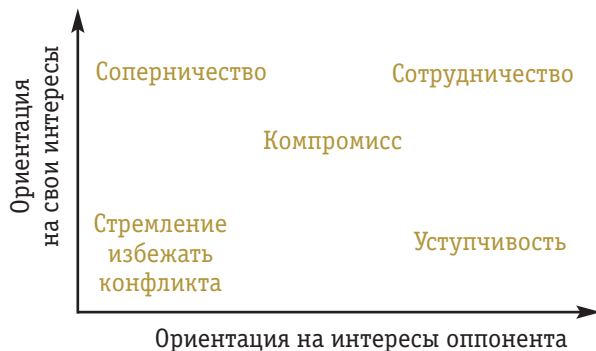 Ориентация
на свои интересы
Соперничество
Сотрудничество
Компромисс
Стремление
избежать
конфликта
Уступчивость
Ориентация на интересы оппонента